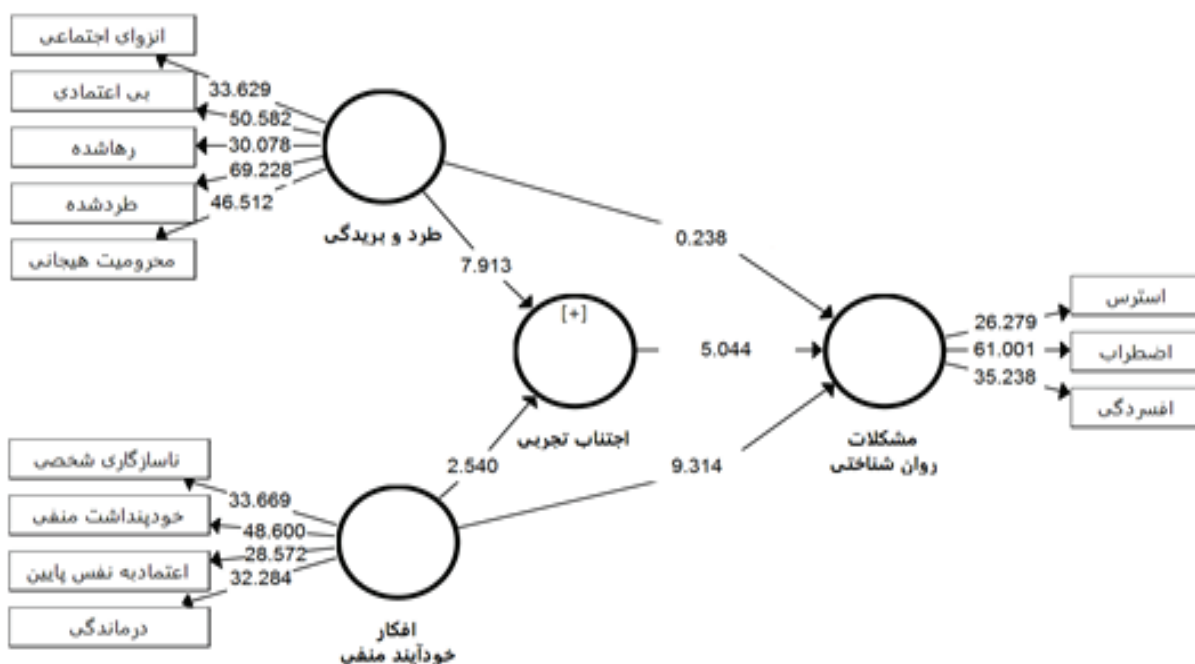 انزوای اجتماعی
بی اعتمادی
رهاشده
طردشده
محرومیت هیجانی
33.629
50.582
30.078
69.228
46.512
طرد و بریدگی
0.238
7.913
[+]
5.044
اجتناب تجربی
2.540
9.314
مشکلات
روان شناختی
26.279
61.001
35.238
استرس
اضطراب
افسردگی
ناسازگاری شخصی
خودپنداشت منفی
اعتمادبه نفس پایین
درماندگی
33.669
48.600
28.572
32.284
افکار
خودآیند منفی